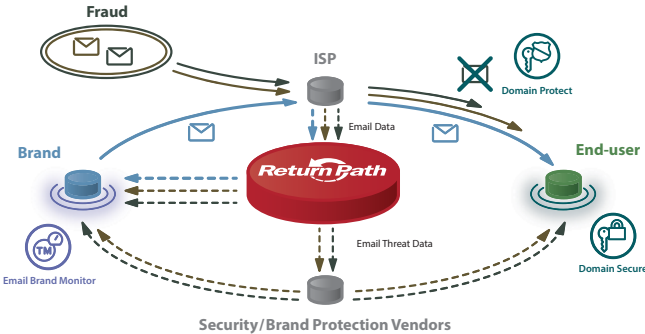 Fraud
ISP
Domain Protect
Email Data
Brand
End-user
Return Path
TM
Email Threat Data
Email Brand Monitor
Domain Secure
Security/Brand Protection Vendors